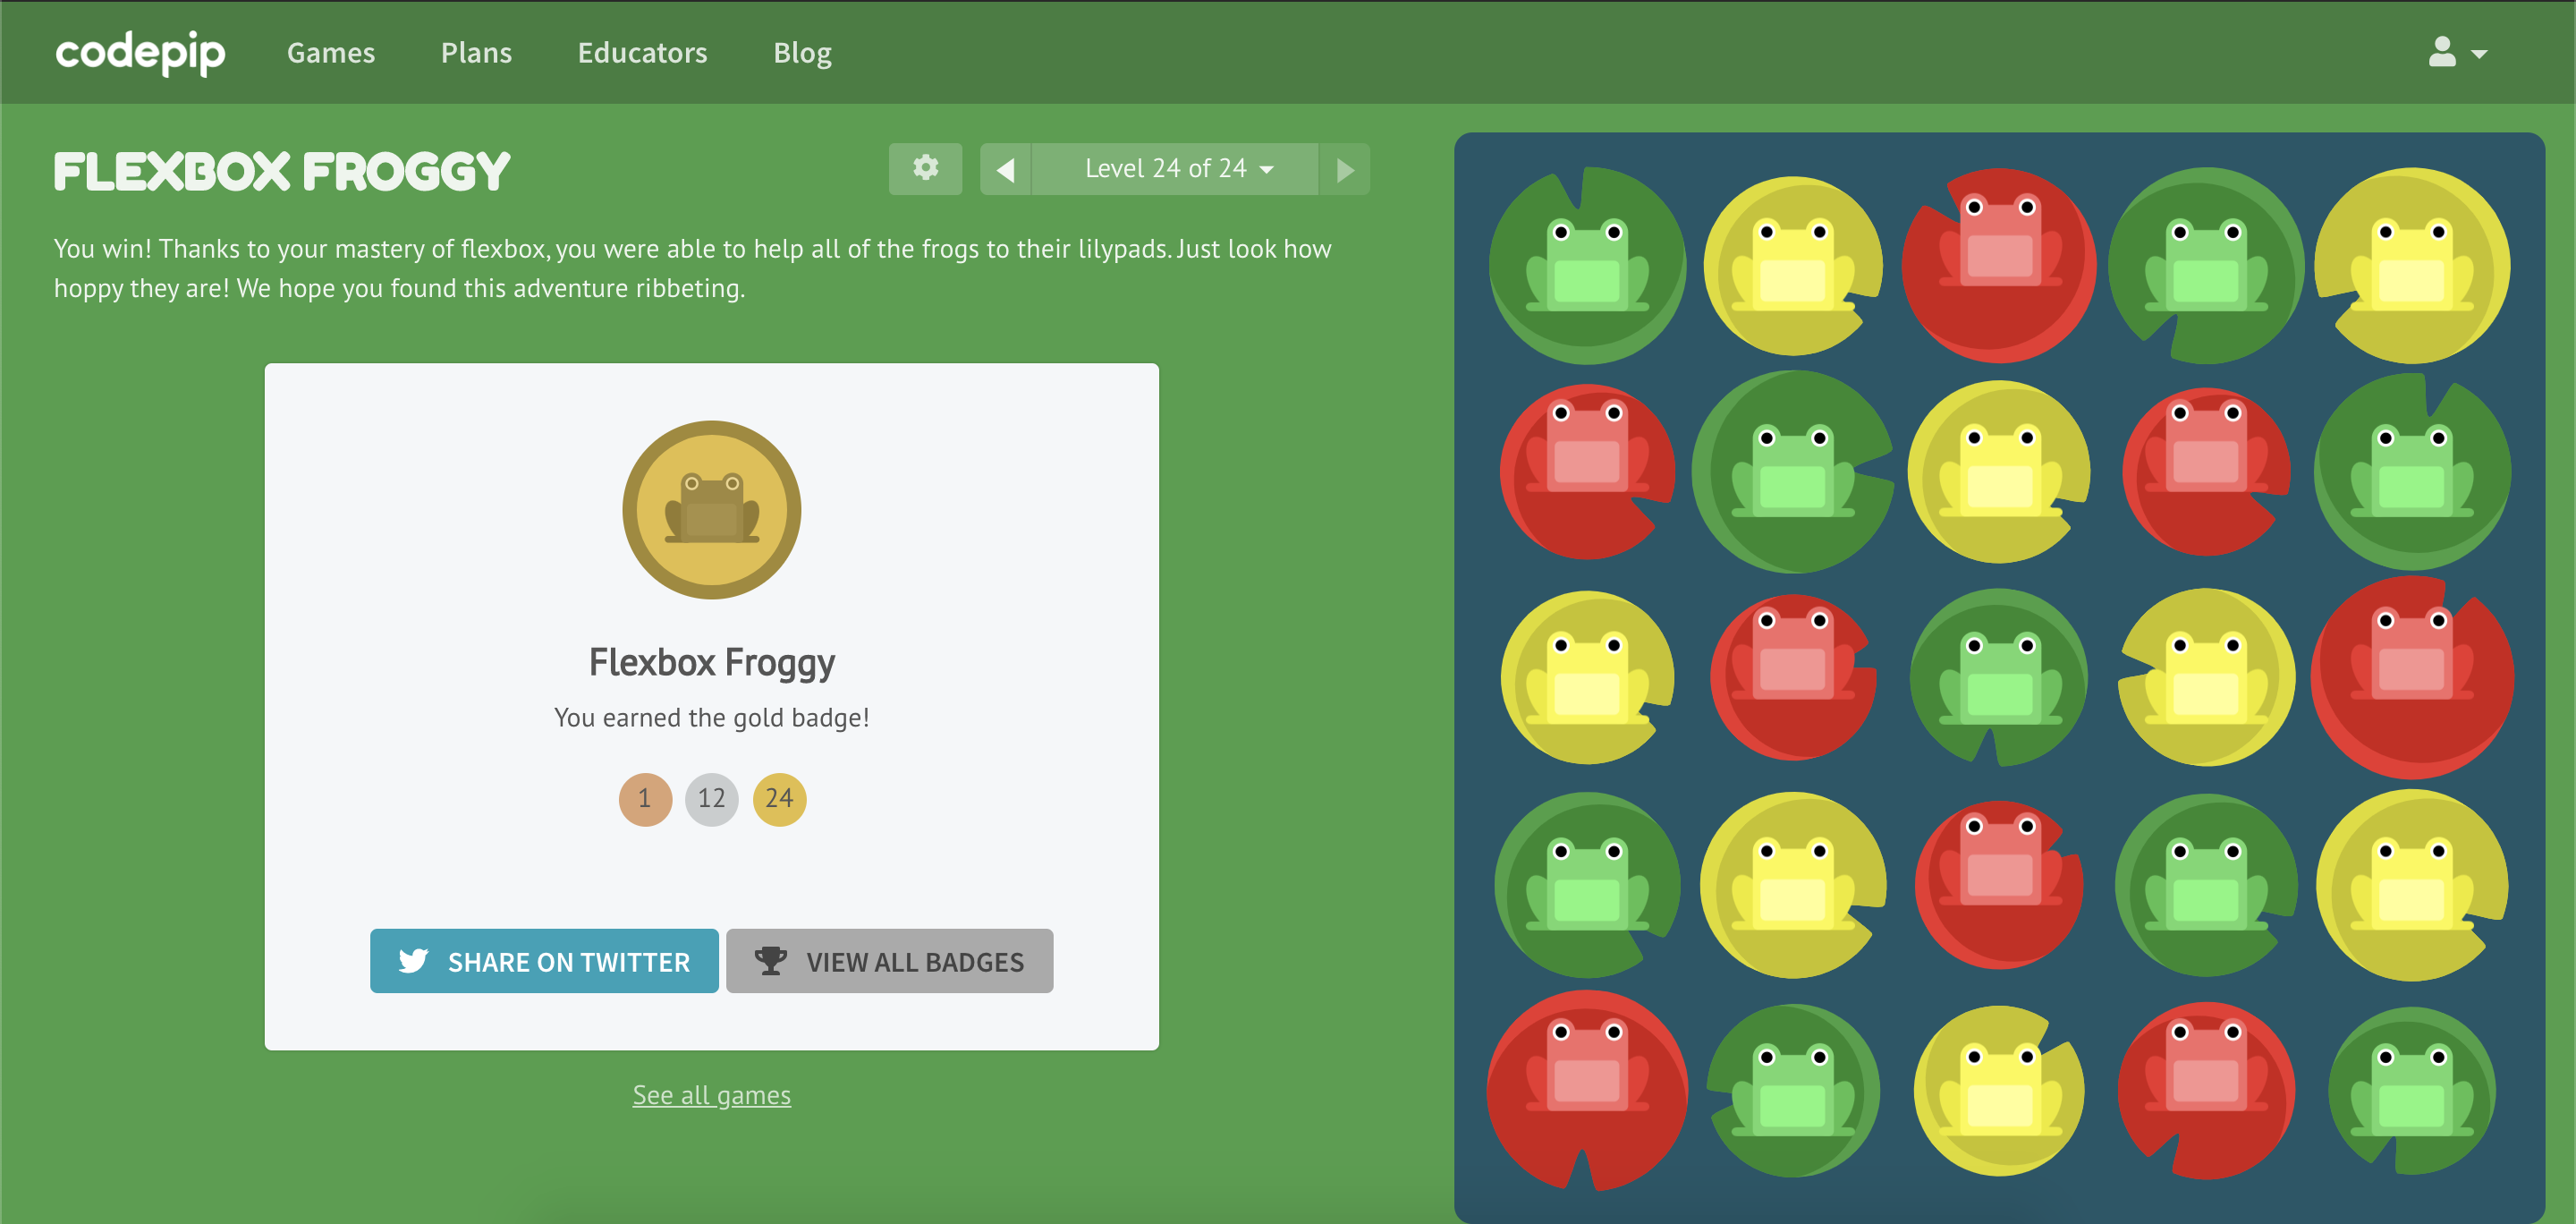 codepip Games Plans Educators Blog
FLEXBOX FROGGY
Level 24 of 24
You win! Thanks to your mastery of flexbox, you were able to help all of the frogs to their lilypads. Just look how
hoppy they are! We hope you found this adventure ribbeting.
Flexbox Froggy
You earned the gold badge!
1 12 24
SHARE ON TWITTER VIEW ALL BADGES
See all games